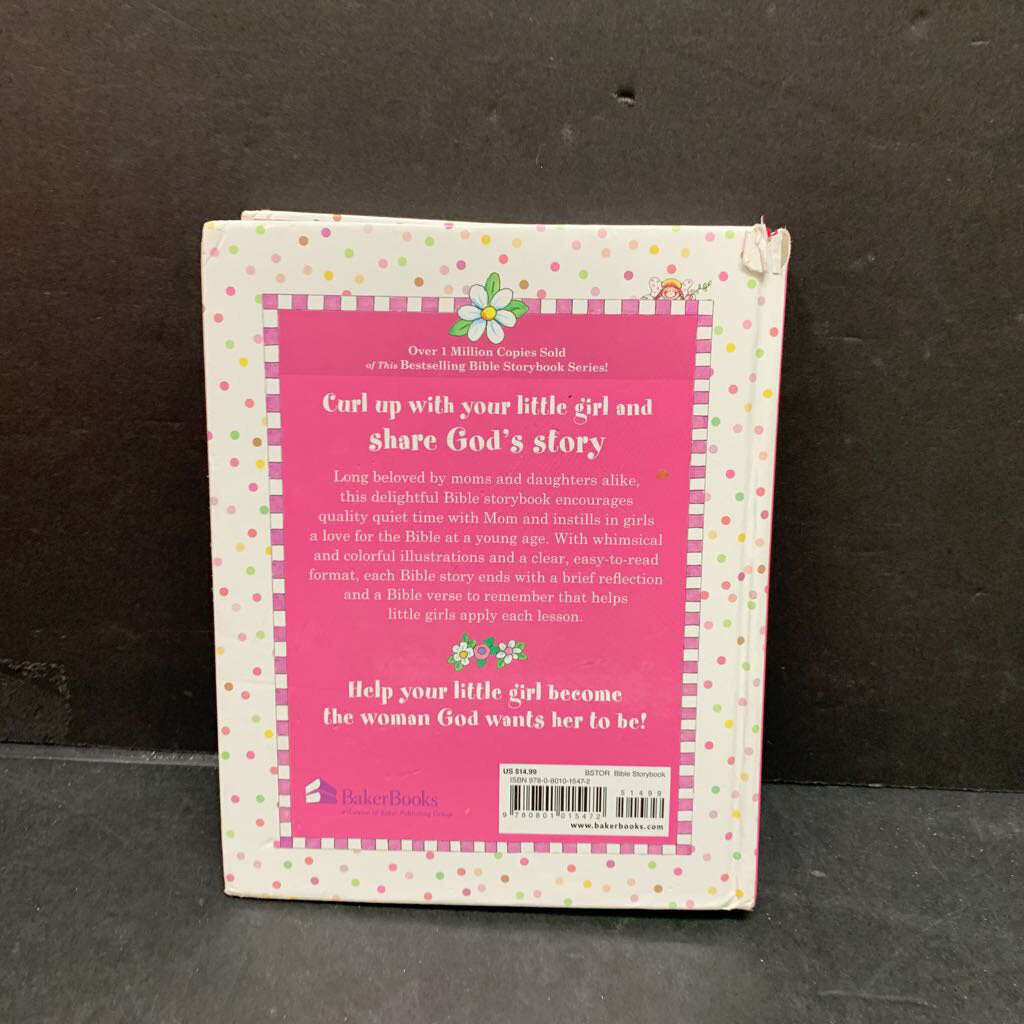 Over 1 Million Copies Sold
of This Bestselling Bible Storybook Series!
Curl up with your little girl and
share God's story
Long beloved by moms and daughters alike,
this delightful Bible storybook encourages
quality quiet time with Mom and instills in girls
a love for the Bible at a young age. With whimsical
and colorful illustrations and a clear, easy-to-read
format, each Bible story ends with a brief reflection
and a Bible verse to remember that helps
little girls apply each lesson.
Help your little girl become
the woman God wants her to be!
BakerBooks
a division of Baker Publishing Group
US $14.99 BSTOR Bible Storybook
ISBN 978-0-8010-1547-2
51499
9 780801 015472
www.bakerbooks.com